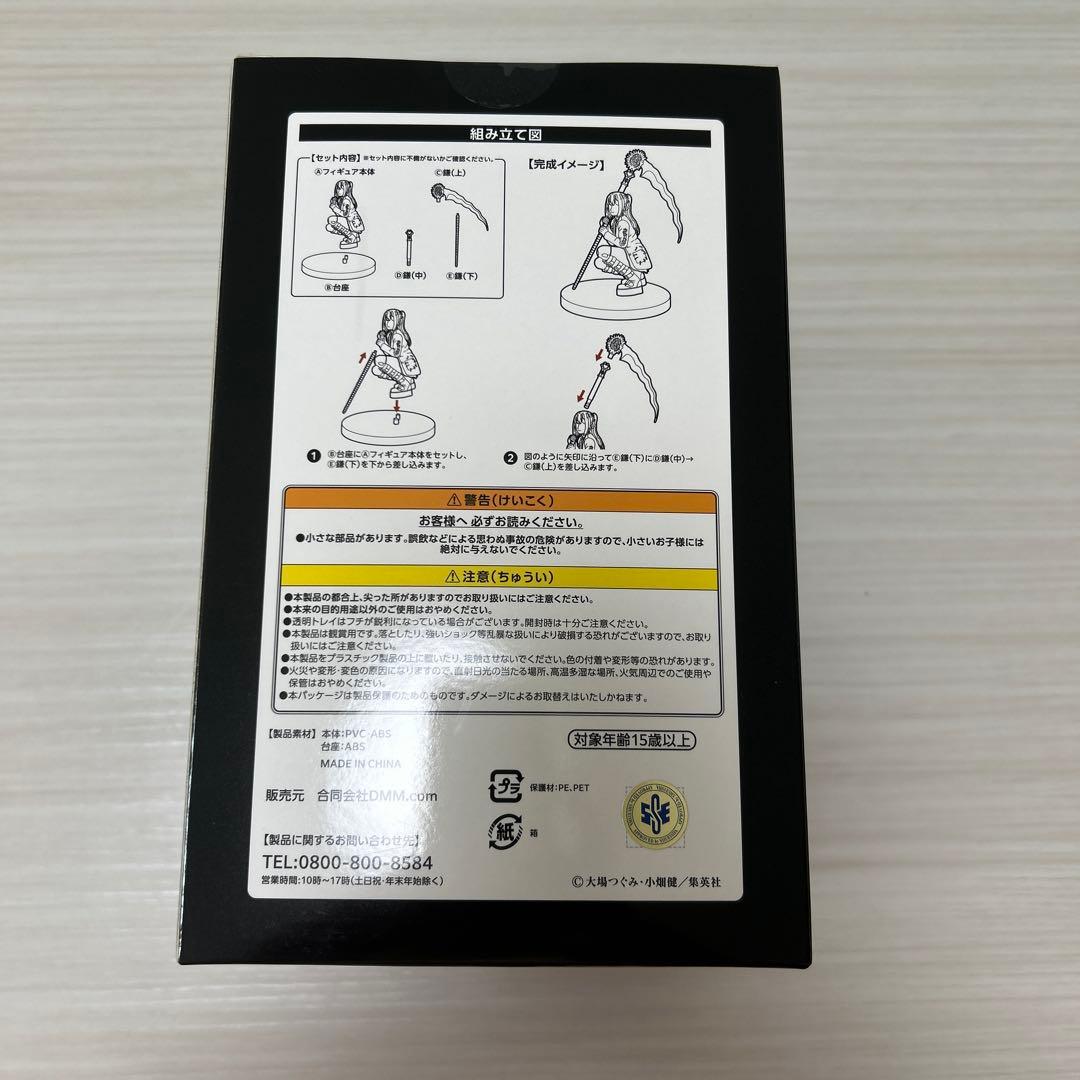 組み立て図
【セット内容】※セット内容に不備がないかご確認ください。
Ⓐフィギュア本体
Ⓒ鎌(上)
Ⓓ鎌(中)
Ⓔ鎌(下)
Ⓑ台座
【完成イメージ】
❶ Ⓑ台座にⒶフィギュア本体をセットし、
Ⓔ鎌(下)を下から差し込みます。
❷ 図のように矢印に沿ってⒺ鎌(下)にⒹ鎌(中)→
Ⓒ鎌(上)を差し込みます。
⚠警告(けいこく)
お客様へ 必ずお読みください。
●小さな部品があります。誤飲などによる思わぬ事故の危険がありますので、小さいお子様には
絶対に与えないでください。
⚠注意(ちゅうい)
●本製品の都合上、尖った所がありますのでお取り扱いにはご注意ください。
●本来の目的用途以外のご使用はおやめください。
●透明トレイはフチが鋭利になっている場合がございます。開封時は十分ご注意ください。
●本製品は観賞用です。落としたり、強いショック等乱暴な扱いにより破損する恐れがございますので、お取り
扱いにはご注意ください。
●本製品をプラスチック製品の上に置いたり、接触させないでください。色の付着や変形等の恐れがあります。
●火災や変形・変色の原因になりますので、直射日光の当たる場所、高温多湿な場所、火気周辺でのご使用や
保管はおやめください。
●本パッケージは製品保護のためのものです。ダメージによるお取替えはいたしかねます。
【製品素材】本体:PVC・ABS
台座:ABS
MADE IN CHINA
対象年齢15歳以上
販売元 合同会社DMM.com
プラ 保護材:PE、PET
紙 箱
【製品に関するお問い合わせ先】
TEL:0800-800-8584
営業時間:10時〜17時(土日祝・年末年始除く)
Ⓒ大場つぐみ・小畑健／集英社